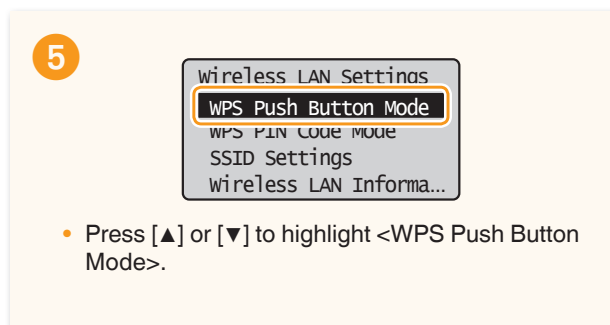 5
Wireless LAN Settings
WPS Push Button Mode
WPS PIN Code Mode
SSID Settings
Wireless LAN Informa...
• Press [▲] or [▼] to highlight <WPS Push Button
Mode>.